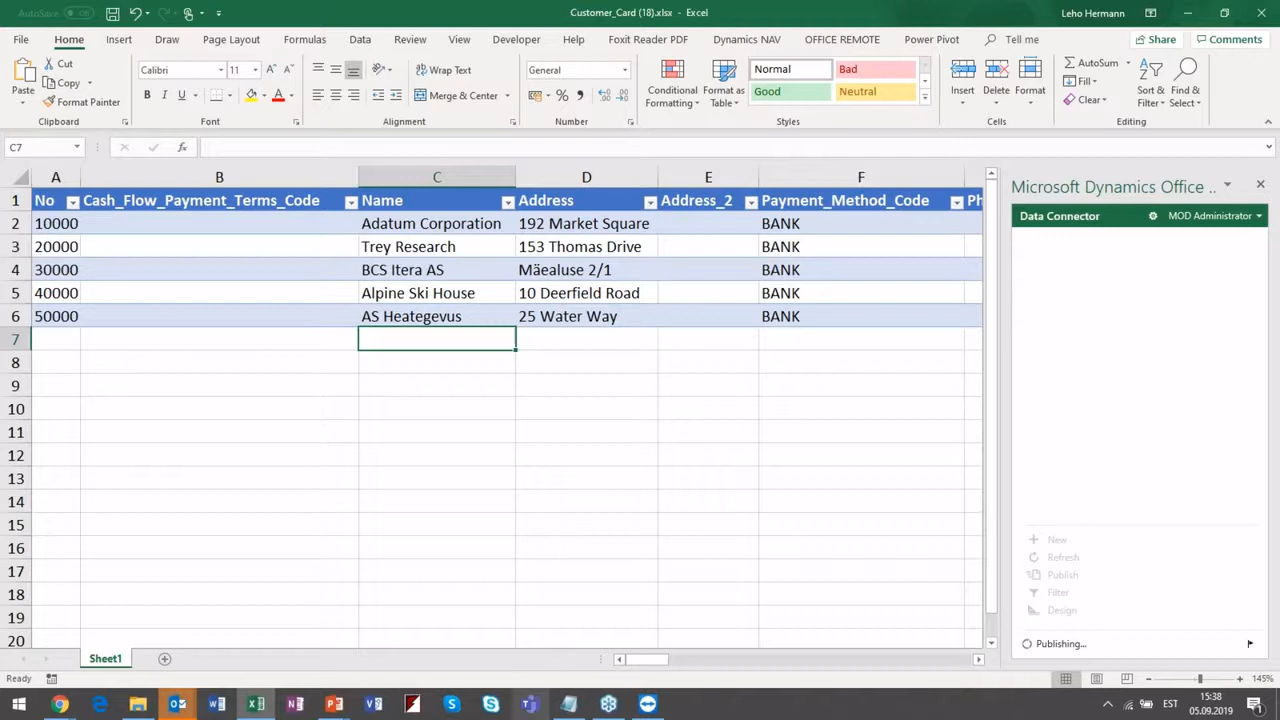 AutoSave Off
Customer_Card (18).xlsx - Excel
Leho Hermann
File Home Insert Draw Page Layout Formulas Data Review View Developer Help Foxit Reader PDF Dynamics NAV OFFICE REMOTE Power Pivot Tell me Share Comments
Paste
Cut
Copy
Format Painter
Clipboard
Calibri 11
B I U
Font
Wrap Text
Merge & Center
Alignment
General
Number
Conditional Formatting
Format as Table
Normal Bad
Good Neutral
Styles
Insert Delete Format
Cells
AutoSum
Fill
Clear
Sort & Filter
Find & Select
Editing
C7 fx
A B C D E F
1 No Cash_Flow_Payment_Terms_Code Name Address Address_2 Payment_Method_Code Ph
2 10000 Adatum Corporation 192 Market Square BANK
3 20000 Trey Research 153 Thomas Drive BANK
4 30000 BCS Itera AS Mäealuse 2/1 BANK
5 40000 Alpine Ski House 10 Deerfield Road BANK
6 50000 AS Heategevus 25 Water Way BANK
7
8
9
10
11
12
13
14
15
16
17
18
19
20
Microsoft Dynamics Office ..
Data Connector MOD Administrator
New
Refresh
Publish
Filter
Design
Publishing...
Sheet1
Ready
145%
EST
15:38
05.09.2019